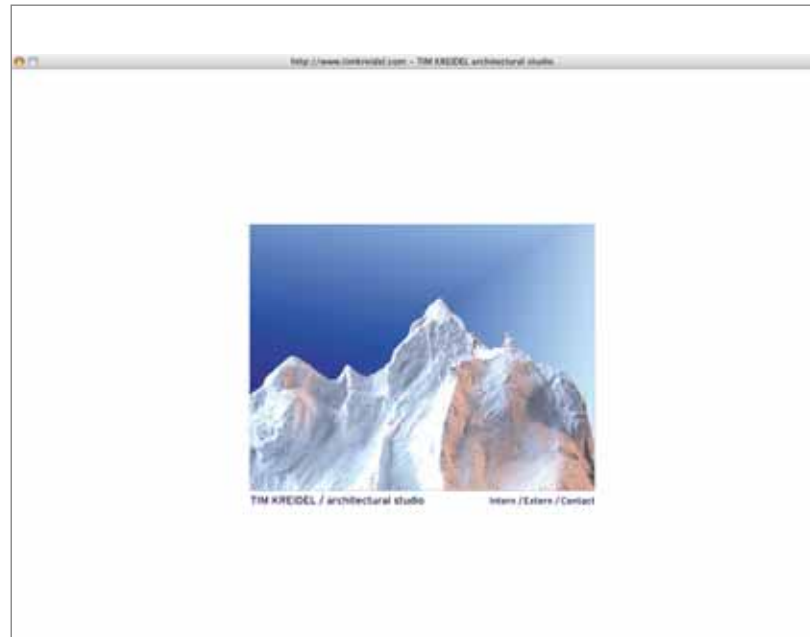 http://www.timkreidel.com – TIM KREIDEL architectural studio
TIM KREIDEL / architectural studio
Intern / Extern / Contact